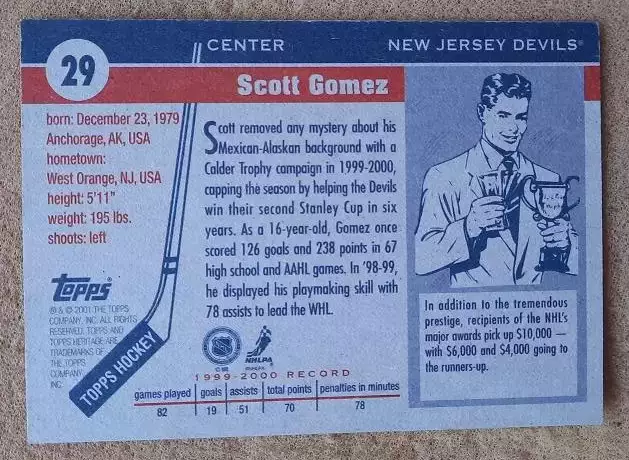 29
CENTER
NEW JERSEY DEVILS®
Scott Gomez
born: December 23, 1979
Anchorage, AK, USA
hometown:
West Orange, NJ, USA
height: 5'11"
weight: 195 lbs.
shoots: left
Scott removed any mystery about his
Mexican-Alaskan background with a
Calder Trophy campaign in 1999-2000,
capping the season by helping the Devils
win their second Stanley Cup in six
years. As a 16-year-old, Gomez once
scored 126 goals and 238 points in 67
high school and AAHL games. In '98-99,
he displayed his playmaking skill with
78 assists to lead the WHL.
In addition to the tremendous
prestige, recipients of the NHL's
major awards pick up $10,000 —
with $6,000 and $4,000 going to
the runners-up.
Topps
® & © 2001 THE TOPPS
COMPANY, INC. ALL RIGHTS
RESERVED. TOPPS AND
TOPPS HERITAGE ARE
TRADEMARKS OF
THE TOPPS
COMPANY,
INC.
TOPPS HOCKEY
NHL
NHLPA
1999-2000 RECORD
games played goals assists total points penalties in minutes
82 19 51 70 78